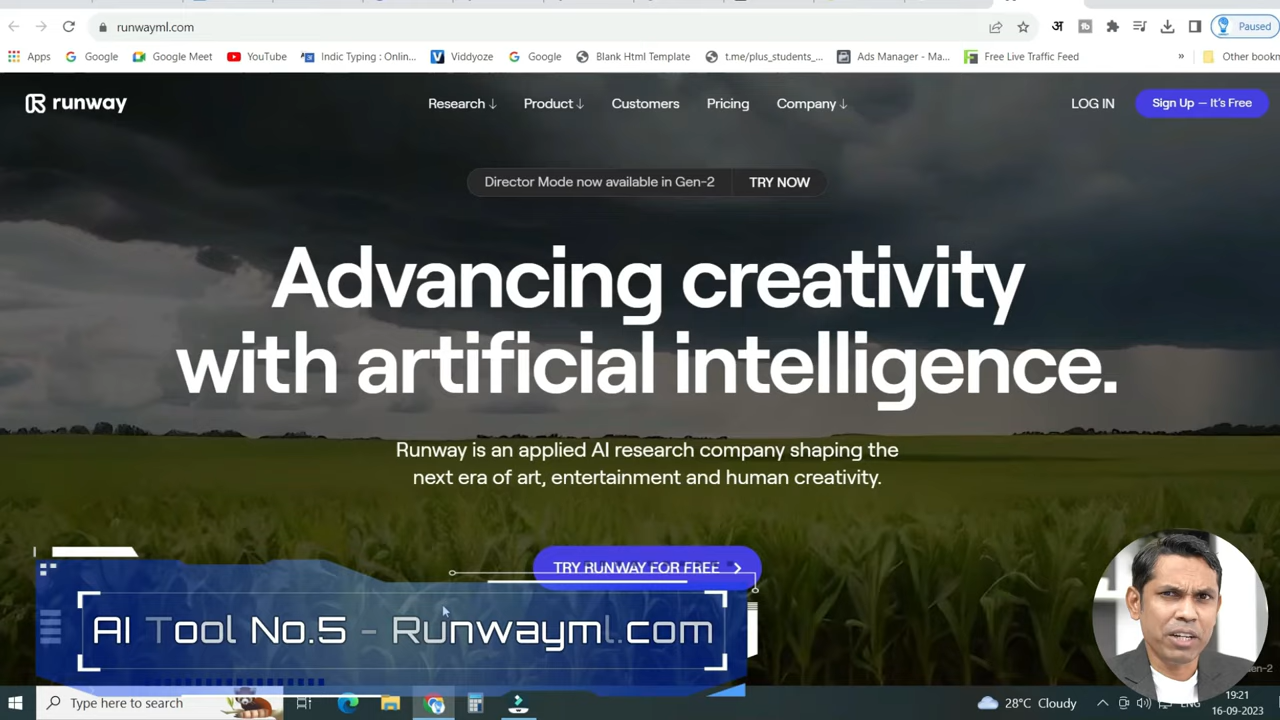 runwayml.com
Paused
Apps
Google
Google Meet
YouTube
Indic Typing : Onlin...
Viddyoze
Google
Blank Html Template
t.me/plus_students_...
Ads Manager - Ma...
Free Live Traffic Feed
»
Other bookn
runway
Research ↓
Product ↓
Customers
Pricing
Company ↓
LOG IN
Sign Up — It's Free
Director Mode now available in Gen-2
TRY NOW
Advancing creativity
with artificial intelligence.
Runway is an applied AI research company shaping the
next era of art, entertainment and human creativity.
TRY RUNWAY FOR FREE
AI Tool No.5 - Runwayml.com
en-2
Type here to search
28°C Cloudy
ENG
19:21
16-09-2023